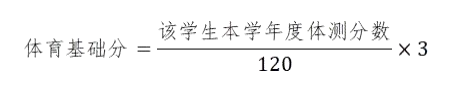 体育基础分 = 该学生本学年度体测分数 / 120 × 3